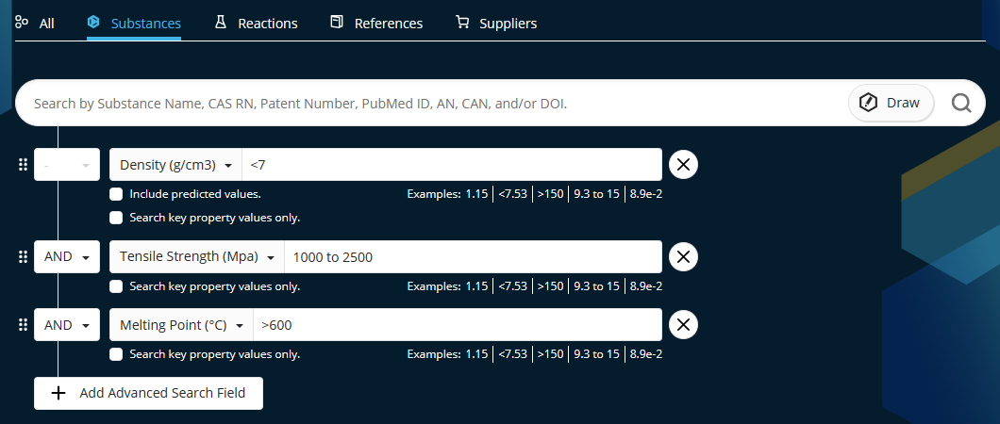 All Substances Reactions References Suppliers
Search by Substance Name, CAS RN, Patent Number, PubMed ID, AN, CAN, and/or DOI. Draw
- Density (g/cm3) <7
Include predicted values. Examples: 1.15 | <7.53 | >150 | 9.3 to 15 | 8.9e-2
Search key property values only.
AND Tensile Strength (Mpa) 1000 to 2500
Search key property values only. Examples: 1.15 | <7.53 | >150 | 9.3 to 15 | 8.9e-2
AND Melting Point (°C) >600
Search key property values only. Examples: 1.15 | <7.53 | >150 | 9.3 to 15 | 8.9e-2
Add Advanced Search Field